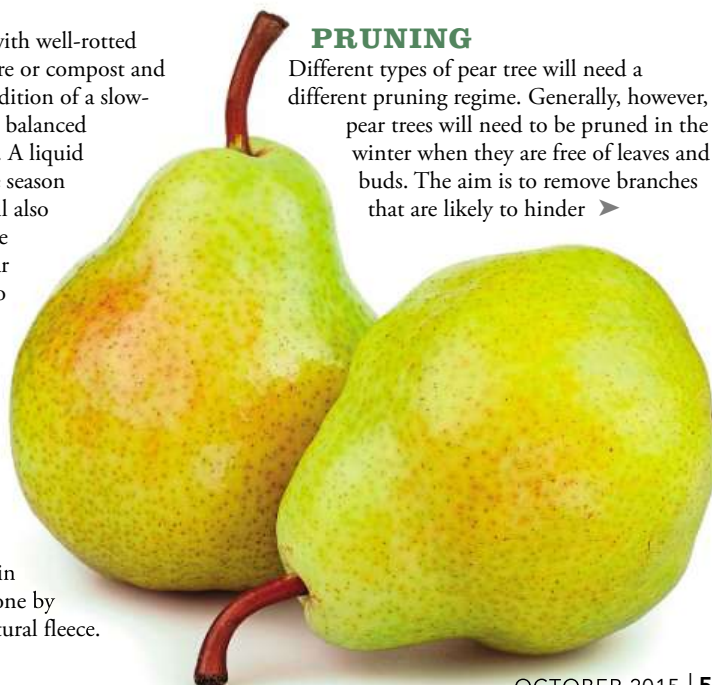 with well-rotted
re or compost and
dition of a slow-
balanced
. A liquid
season
l also
e
r
o
in
one by
tural fleece.
PRUNING
Different types of pear tree will need a
different pruning regime. Generally, however,
pear trees will need to be pruned in the
winter when they are free of leaves and
buds. The aim is to remove branches
that are likely to hinder ➤
OCTOBER 2015 | 5